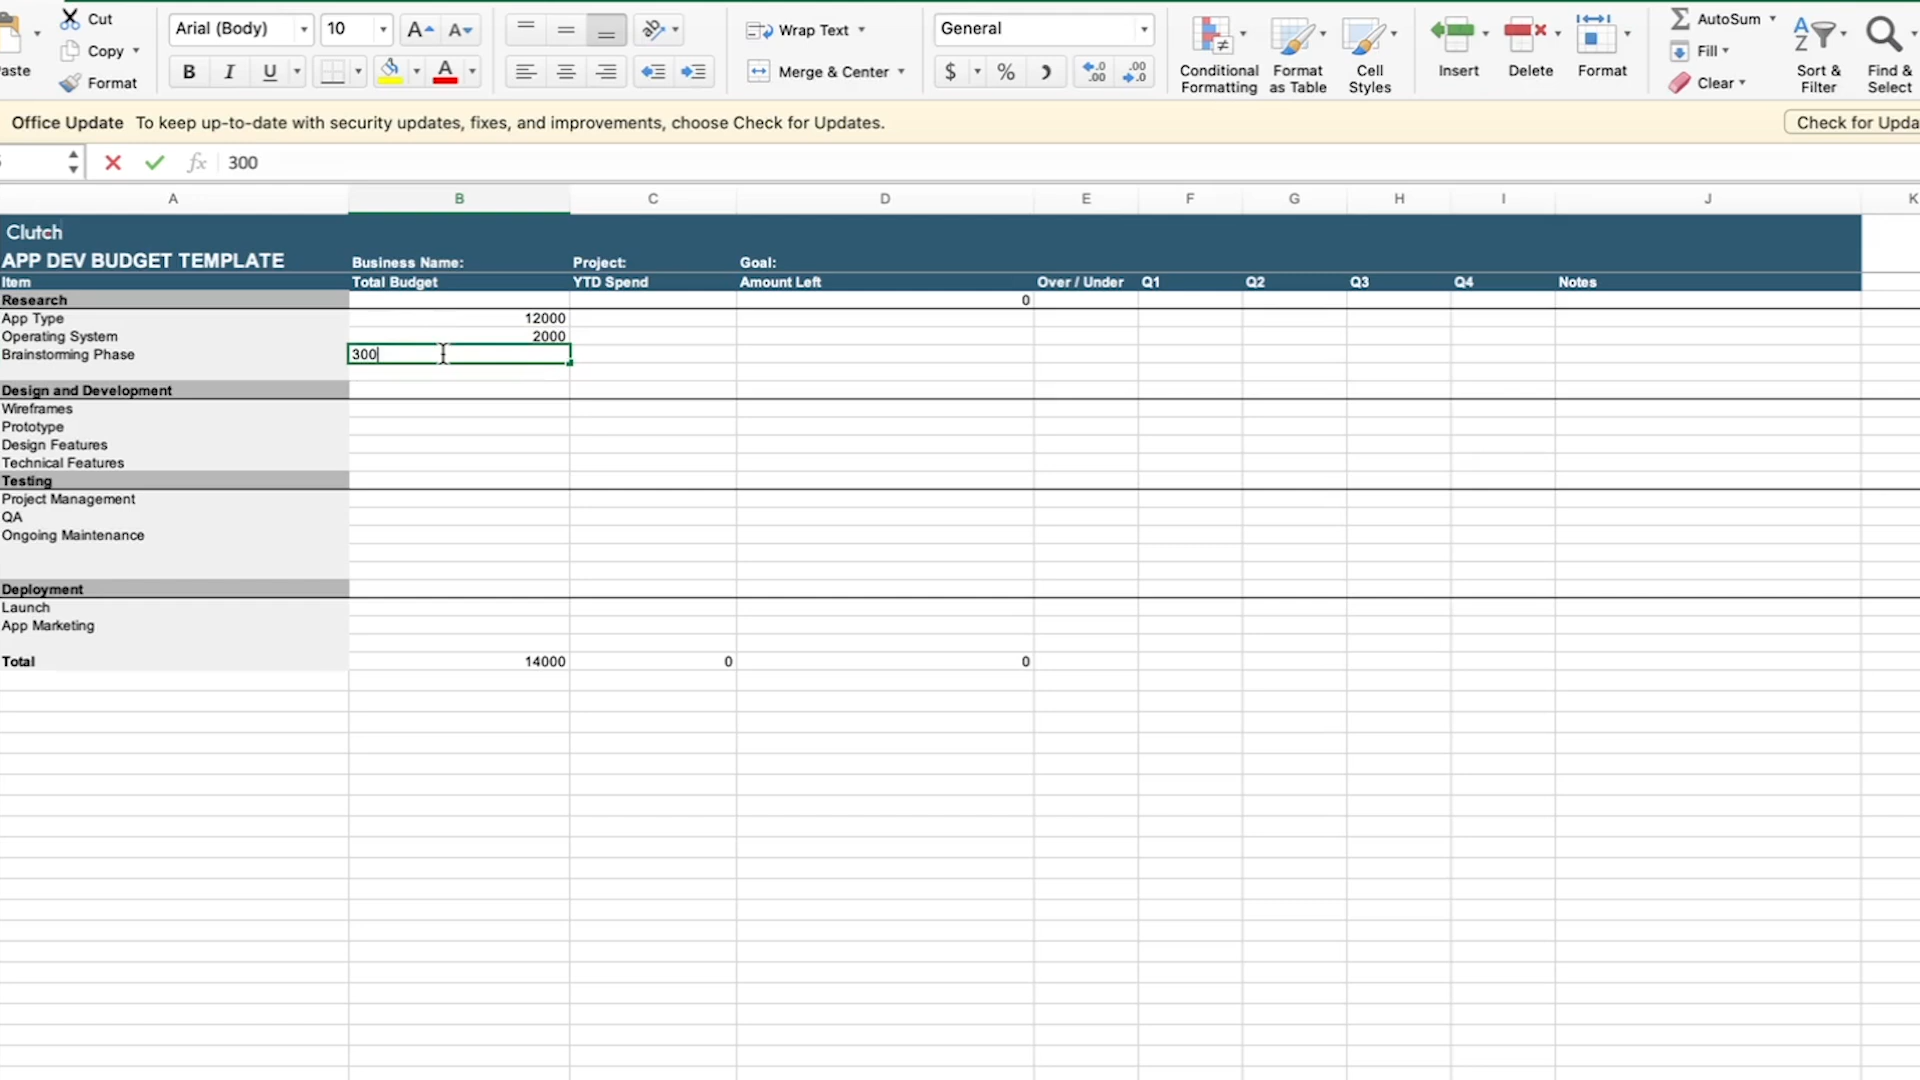 Cut
Arial (Body) 10 A A Wrap Text General AutoSum
Copy Fill
aste Format B I U A Merge & Center $ % .00 .00 Conditional Formatting Format as Table Cell Styles Insert Delete Format Clear Sort & Filter Find & Select
Office Update To keep up-to-date with security updates, fixes, and improvements, choose Check for Updates. Check for Upda
fx 300
A B C D E F G H I J K
Clutch
APP DEV BUDGET TEMPLATE Business Name: Project: Goal:
Item Total Budget YTD Spend Amount Left Over / Under Q1 Q2 Q3 Q4 Notes
Research 0
App Type 12000
Operating System 2000
Brainstorming Phase 300
Design and Development
Wireframes
Prototype
Design Features
Technical Features
Testing
Project Management
QA
Ongoing Maintenance
Deployment
Launch
App Marketing
Total 14000 0 0